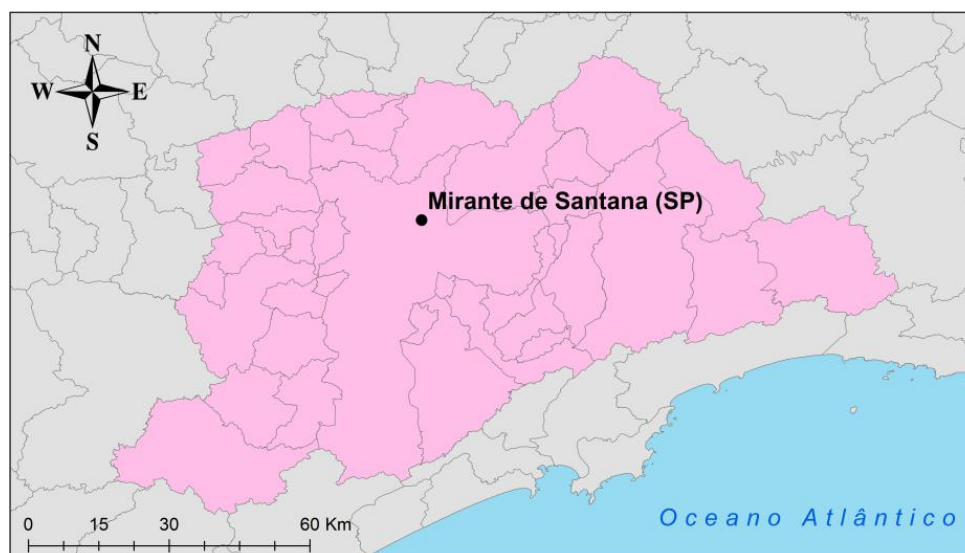 N
W E
S
Mirante de Santana (SP)
0 15 30 60 Km
Oceano Atlântico